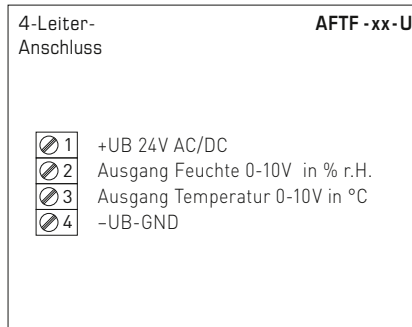 4-Leiter-
Anschluss
AFTF - xx - U
1 +UB 24V AC/DC
2 Ausgang Feuchte 0-10V in % r.H.
3 Ausgang Temperatur 0-10V in °C
4 –UB-GND